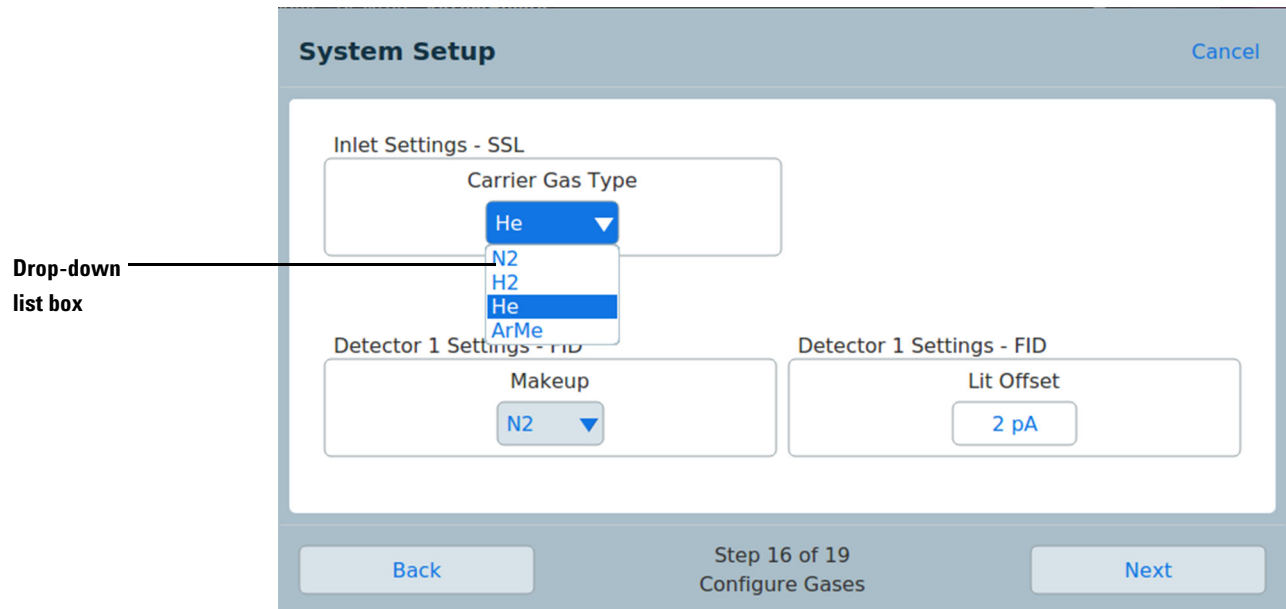 System Setup
Cancel
Inlet Settings - SSL
Carrier Gas Type
He
N2
H2
He
ArMe
Drop-down
list box
Detector 1 Settings - FID
Makeup
N2
Detector 1 Settings - FID
Lit Offset
2 pA
Back
Step 16 of 19
Configure Gases
Next